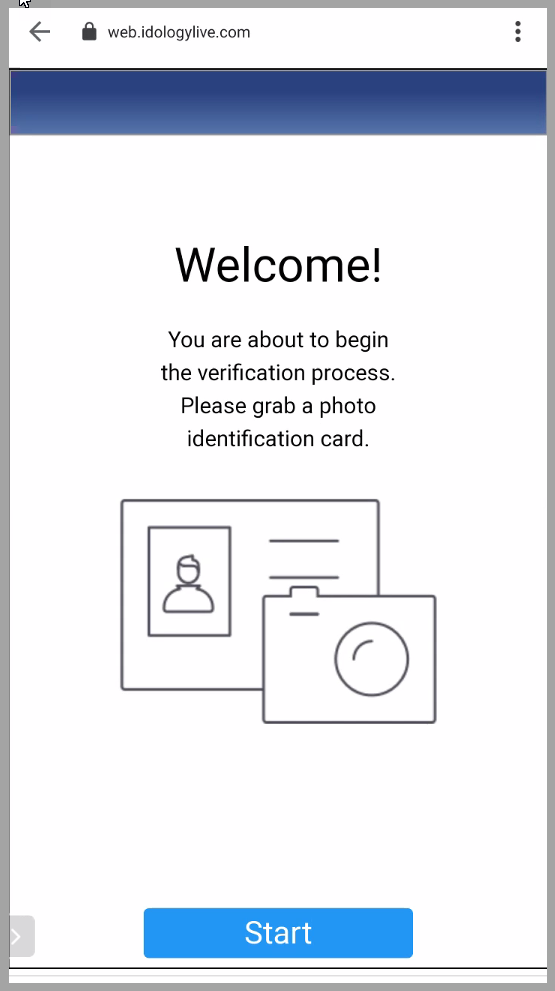 web.idologylive.com
Welcome!
You are about to begin
the verification process.
Please grab a photo
identification card.
Start